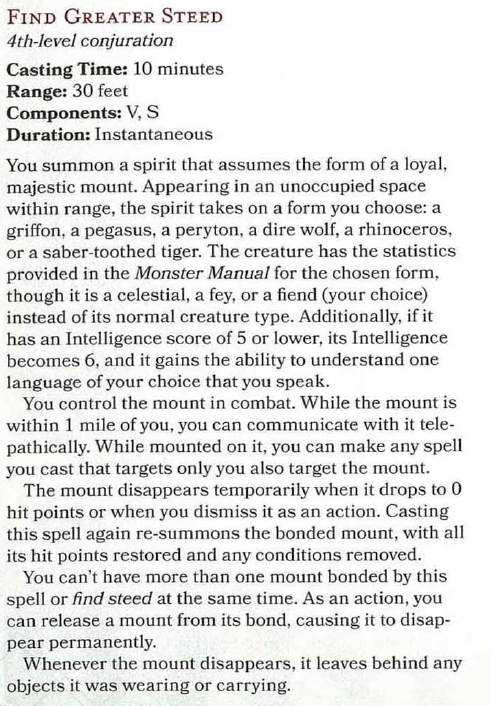 FIND GREATER STEED
4th-level conjuration
Casting Time: 10 minutes
Range: 30 feet
Components: V, S
Duration: Instantaneous
You summon a spirit that assumes the form of a loyal,
majestic mount. Appearing in an unoccupied space
within range, the spirit takes on a form you choose: a
griffon, a pegasus, a peryton, a dire wolf, a rhinoceros,
or a saber-toothed tiger. The creature has the statistics
provided in the Monster Manual for the chosen form,
though it is a celestial, a fey, or a fiend (your choice)
instead of its normal creature type. Additionally, if it
has an Intelligence score of 5 or lower, its Intelligence
becomes 6, and it gains the ability to understand one
language of your choice that you speak.
You control the mount in combat. While the mount is
within 1 mile of you, you can communicate with it tele-
pathically. While mounted on it, you can make any spell
you cast that targets only you also target the mount.
The mount disappears temporarily when it drops to 0
hit points or when you dismiss it as an action. Casting
this spell again re-summons the bonded mount, with all
its hit points restored and any conditions removed.
You can't have more than one mount bonded by this
spell or find steed at the same time. As an action, you
can release a mount from its bond, causing it to disap-
pear permanently.
Whenever the mount disappears, it leaves behind any
objects it was wearing or carrying.